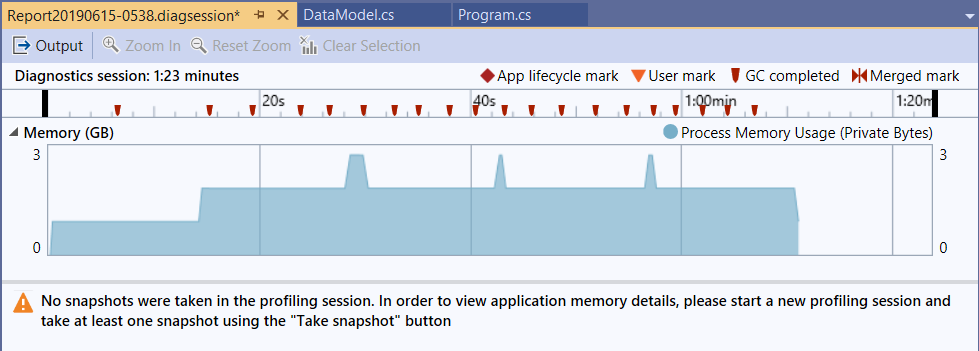 Report20190615-0538.diagsession* DataModel.cs Program.cs
Output Zoom In Reset Zoom Clear Selection
Diagnostics session: 1:23 minutes App lifecycle mark User mark GC completed Merged mark
20s 40s 1:00min
Memory (GB) Process Memory Usage (Private Bytes)
3 3
0 0
No snapshots were taken in the profiling session. In order to view application memory details, please start a new profiling session and
take at least one snapshot using the "Take snapshot" button